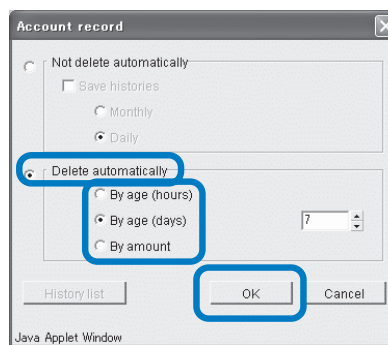 Account record
Not delete automatically
Save histories
Monthly
Daily
Delete automatically
By age (hours)
By age (days)
7
By amount
History list
OK
Cancel
Java Applet Window